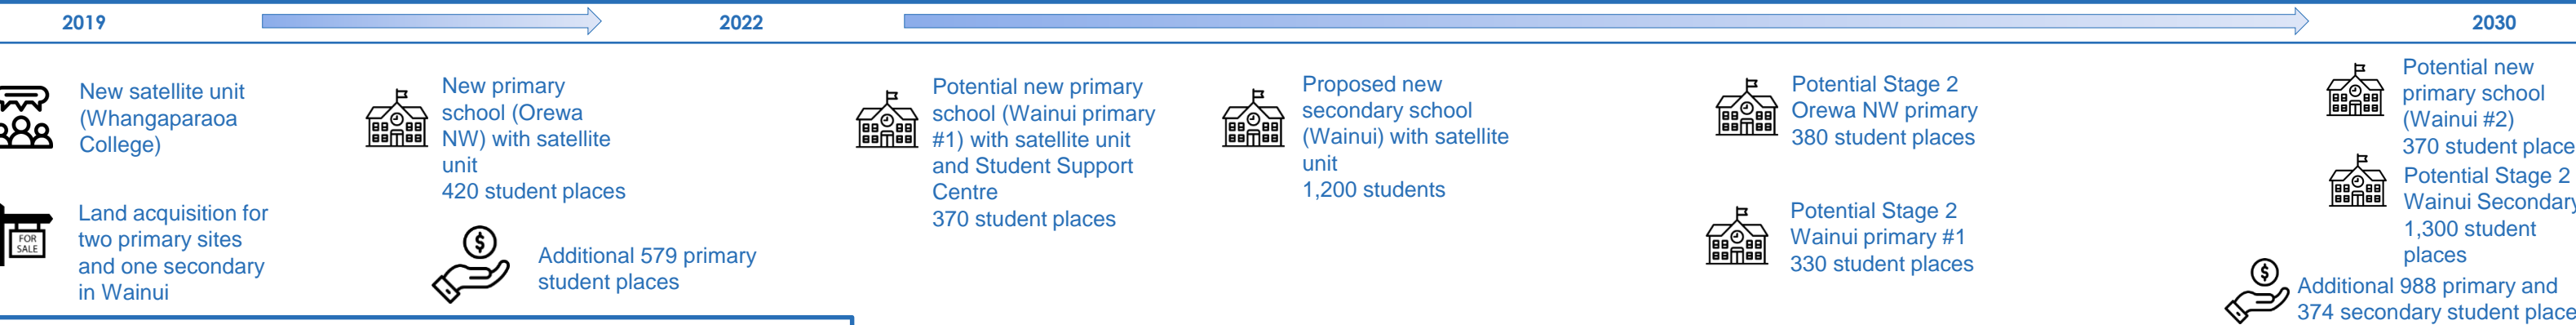 2019
2022
2030
New satellite unit
(Whangaparaoa
College)
FOR
SALE
Land acquisition for
two primary sites
and one secondary
in Wainui
New primary
school (Orewa
NW) with satellite
unit
420 student places
$
Additional 579 primary
student places
Potential new primary
school (Wainui primary
#1) with satellite unit
and Student Support
Centre
370 student places
Proposed new
secondary school
(Wainui) with satellite
unit
1,200 students
Potential Stage 2
Orewa NW primary
380 student places
Potential Stage 2
Wainui primary #1
330 student places
Potential new
primary school
(Wainui #2)
370 student place
Potential Stage 2
Wainui Secondary
1,300 student
places
$
Additional 988 primary and
374 secondary student place